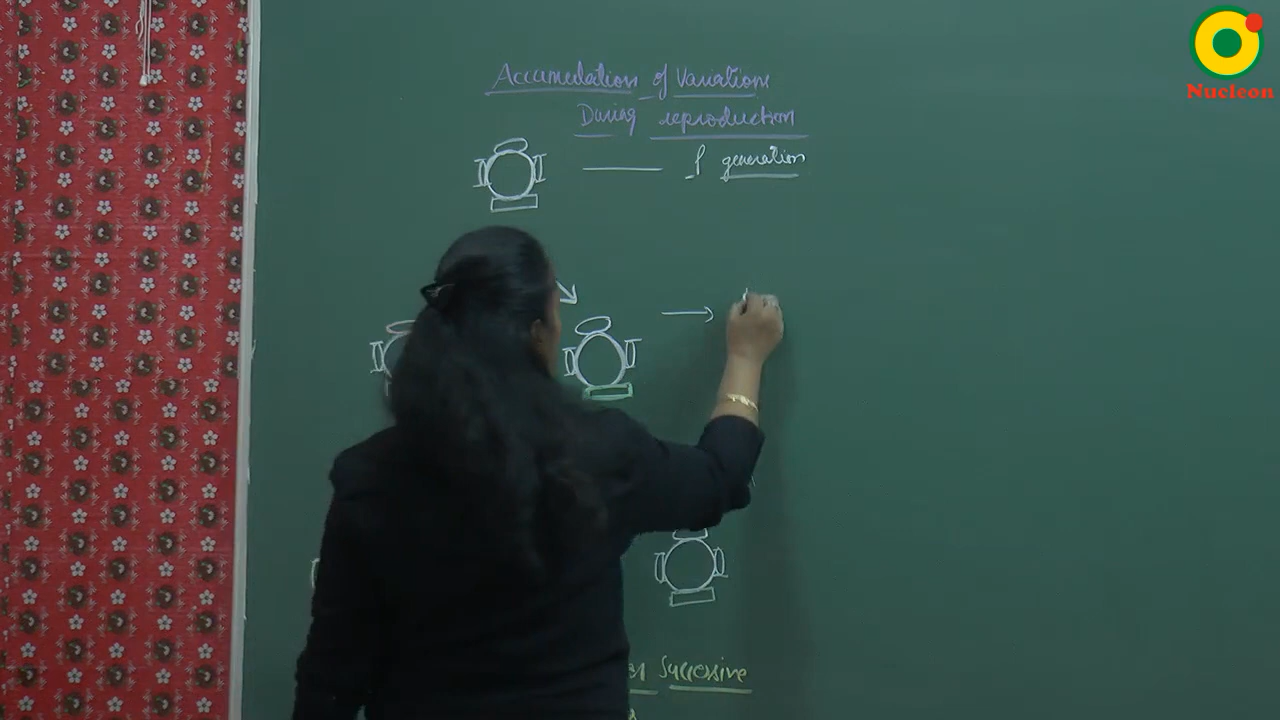 Nucleon
Accumulation of Variations
During reproduction
P generation
Successive